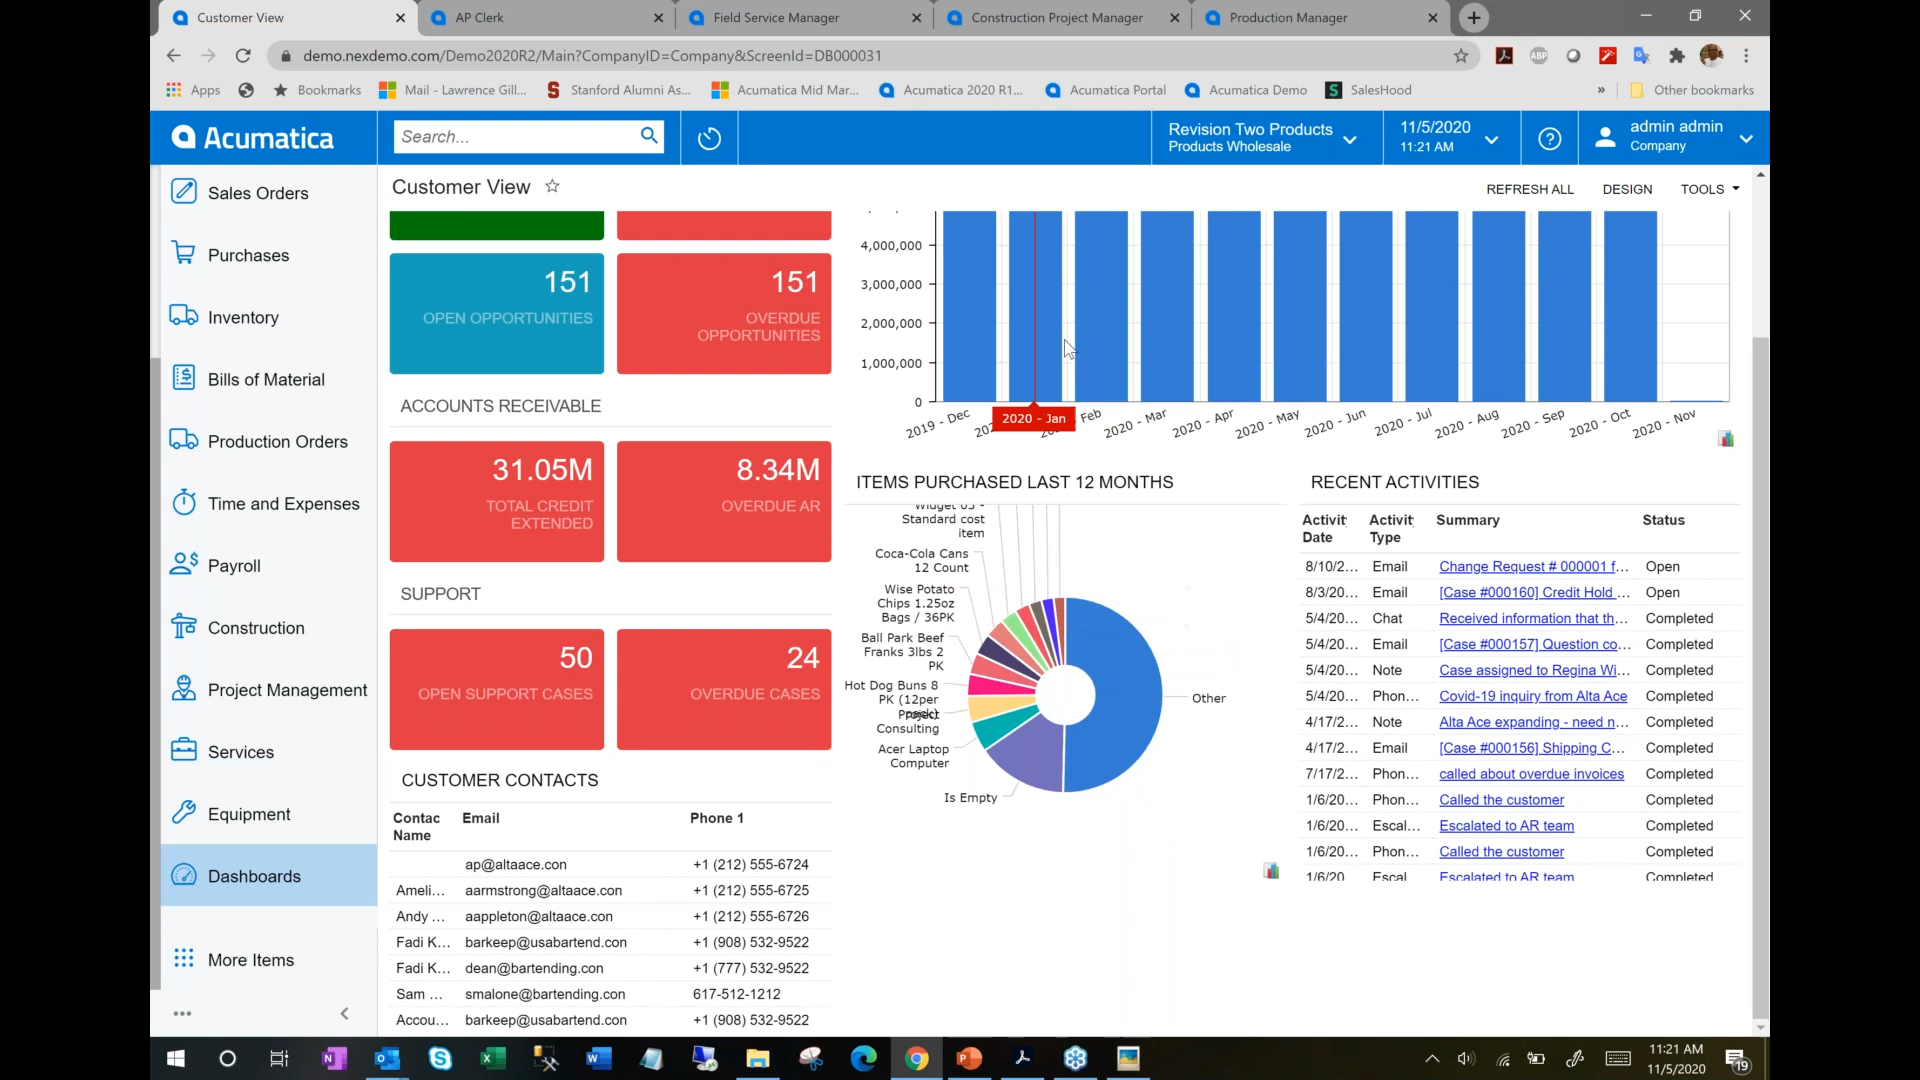 Customer View
AP Clerk
Field Service Manager
Construction Project Manager
Production Manager
demo.nexdemo.com/Demo2020R2/Main?CompanyID=Company&ScreenId=DB000031
ABP
Apps
Bookmarks
Mail - Lawrence Gill...
Stanford Alumni As...
Acumatica Mid Mar...
Acumatica 2020 R1...
Acumatica Portal
Acumatica Demo
SalesHood
»
Other bookmarks
Acumatica
Search...
Revision Two Products
Products Wholesale
11/5/2020
11:21 AM
admin admin
Company
Sales Orders
Purchases
Inventory
Bills of Material
Production Orders
Time and Expenses
Payroll
Construction
Project Management
Services
Equipment
Dashboards
More Items
Customer View
REFRESH ALL
DESIGN
TOOLS
151
OPEN OPPORTUNITIES
151
OVERDUE
OPPORTUNITIES
ACCOUNTS RECEIVABLE
31.05M
TOTAL CREDIT
EXTENDED
8.34M
OVERDUE AR
SUPPORT
50
OPEN SUPPORT CASES
24
OVERDUE CASES
CUSTOMER CONTACTS
Contac Name Email Phone 1
ap@altaace.con +1 (212) 555-6724
Ameli... aarmstrong@altaace.con +1 (212) 555-6725
Andy ... aappleton@altaace.con +1 (212) 555-6726
Fadi K... barkeep@usabartend.con +1 (908) 532-9522
Fadi K... dean@bartending.con +1 (777) 532-9522
Sam ... smalone@bartending.con 617-512-1212
Accou... barkeep@usabartend.con +1 (908) 532-9522
4,000,000
3,000,000
2,000,000
1,000,000
0
2019 - Dec
2020 - Jan
Feb
2020 - Mar
2020 - Apr
2020 - May
2020 - Jun
2020 - Jul
2020 - Aug
2020 - Sep
2020 - Oct
2020 - Nov
ITEMS PURCHASED LAST 12 MONTHS
Widget 03 -
Standard cost
item
Coca-Cola Cans
12 Count
Wise Potato
Chips 1.25oz
Bags / 36PK
Ball Park Beef
Franks 3lbs 2
PK
Hot Dog Buns 8
PK (12per
pack)
Project
Consulting
Acer Laptop
Computer
Is Empty
Other
RECENT ACTIVITIES
Activit Date Activit Type Summary Status
8/10/2... Email Change Request # 000001 f... Open
8/3/20... Email [Case #000160] Credit Hold ... Open
5/4/20... Chat Received information that th... Completed
5/4/20... Email [Case #000157] Question co... Completed
5/4/20... Note Case assigned to Regina Wi... Completed
5/4/20... Phon... Covid-19 inquiry from Alta Ace Completed
4/17/2... Note Alta Ace expanding - need n... Completed
4/17/2... Email [Case #000156] Shipping C... Completed
7/17/2... Phon... called about overdue invoices Completed
1/6/20... Phon... Called the customer Completed
1/6/20... Escal... Escalated to AR team Completed
1/6/20... Phon... Called the customer Completed
1/6/20 Escal Escalated to AR team Completed
11:21 AM
11/5/2020
19